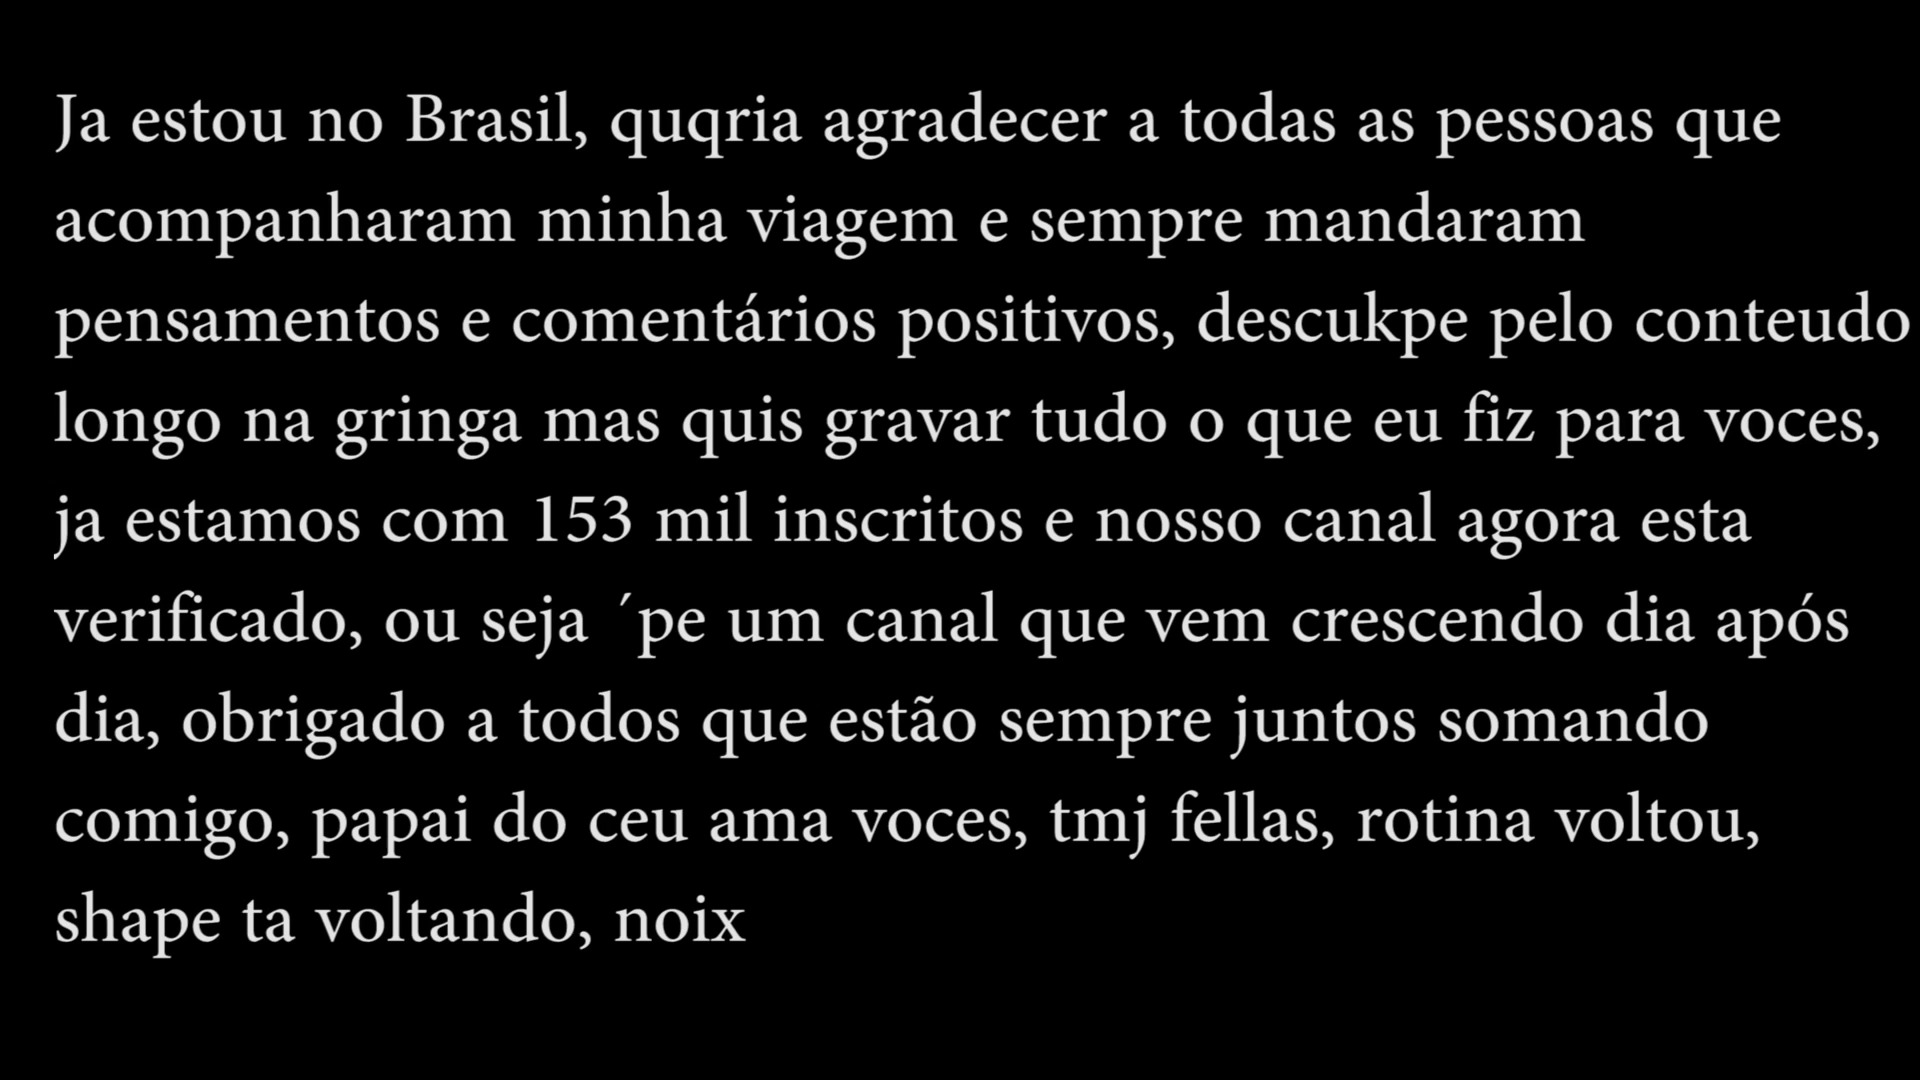 Ja estou no Brasil, quqria agradecer a todas as pessoas que
acompanharam minha viagem e sempre mandaram
pensamentos e comentários positivos, descukpe pelo conteudo
longo na gringa mas quis gravar tudo o que eu fiz para voces,
ja estamos com 153 mil inscritos e nosso canal agora esta
verificado, ou seja ´pe um canal que vem crescendo dia após
dia, obrigado a todos que estão sempre juntos somando
comigo, papai do ceu ama voces, tmj fellas, rotina voltou,
shape ta voltando, noix